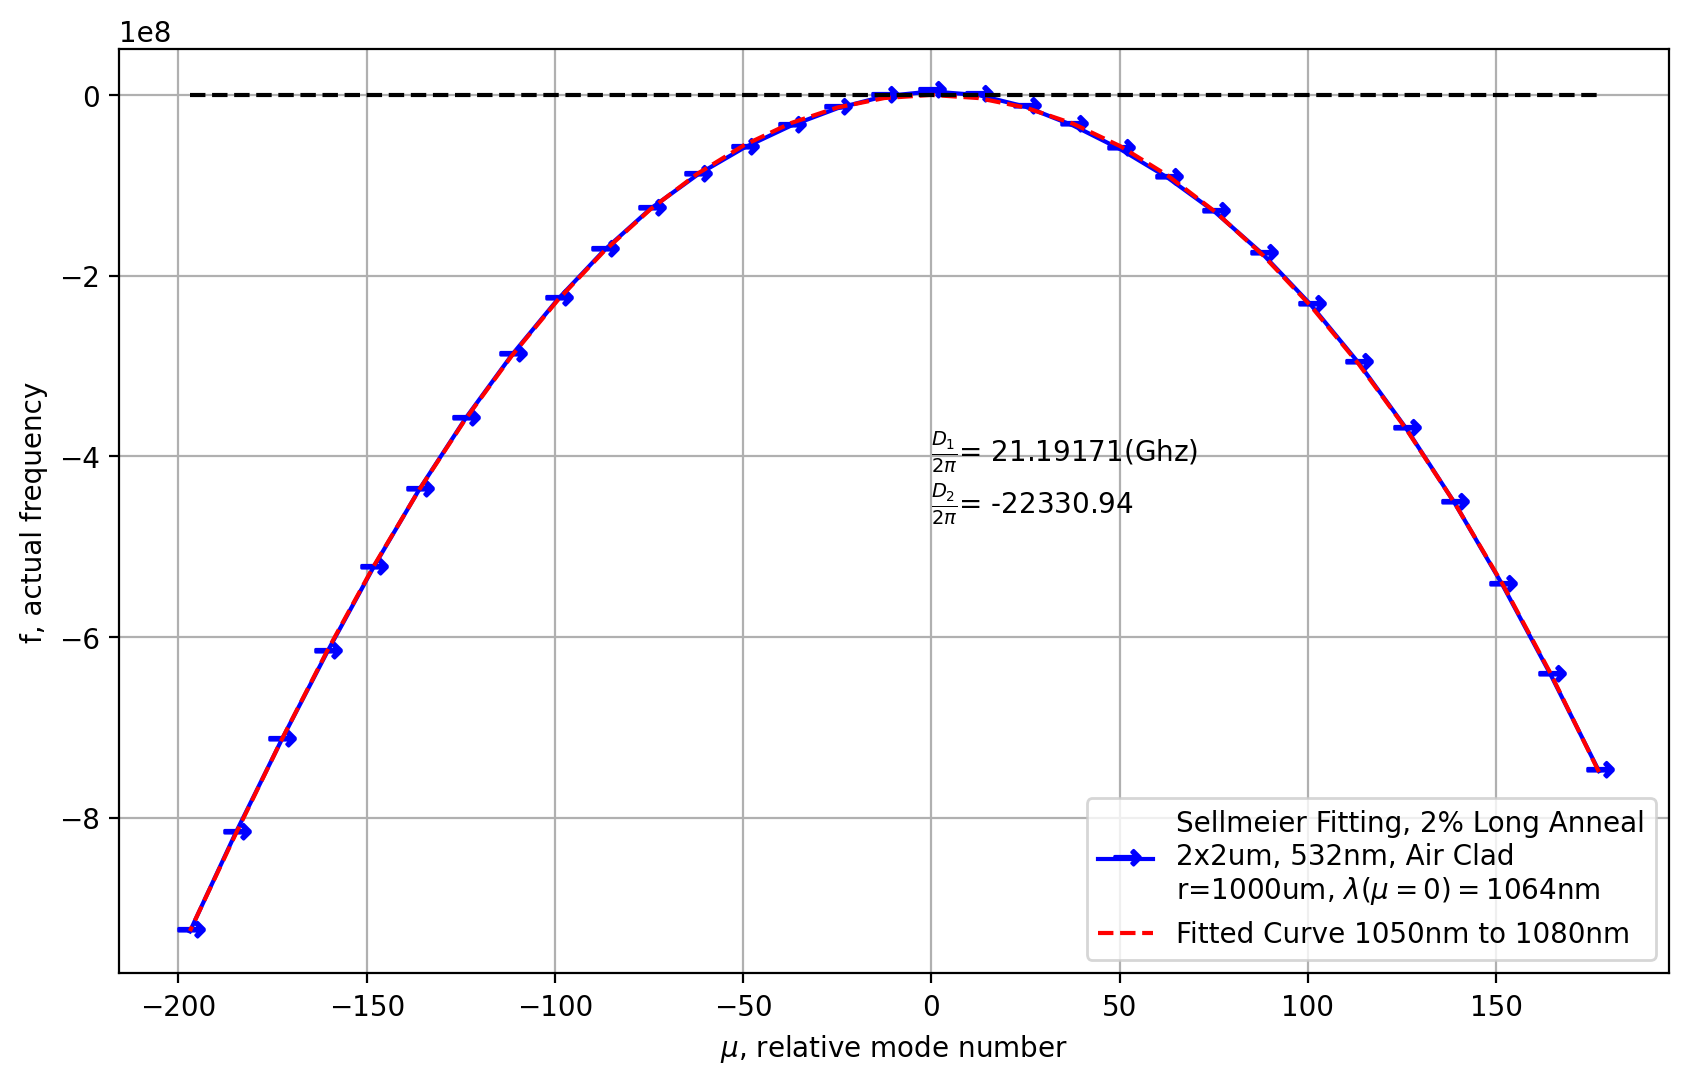 1e8
0
−2
−4
−6
−8
f, actual frequency
D₁/2π = 21.19171(Ghz)
D₂/2π = -22330.94
Sellmeier Fitting, 2% Long Anneal
2x2um, 532nm, Air Clad
r=1000um, λ(μ = 0) = 1064nm
Fitted Curve 1050nm to 1080nm
−200 −150 −100 −50 0 50 100 150
μ, relative mode number